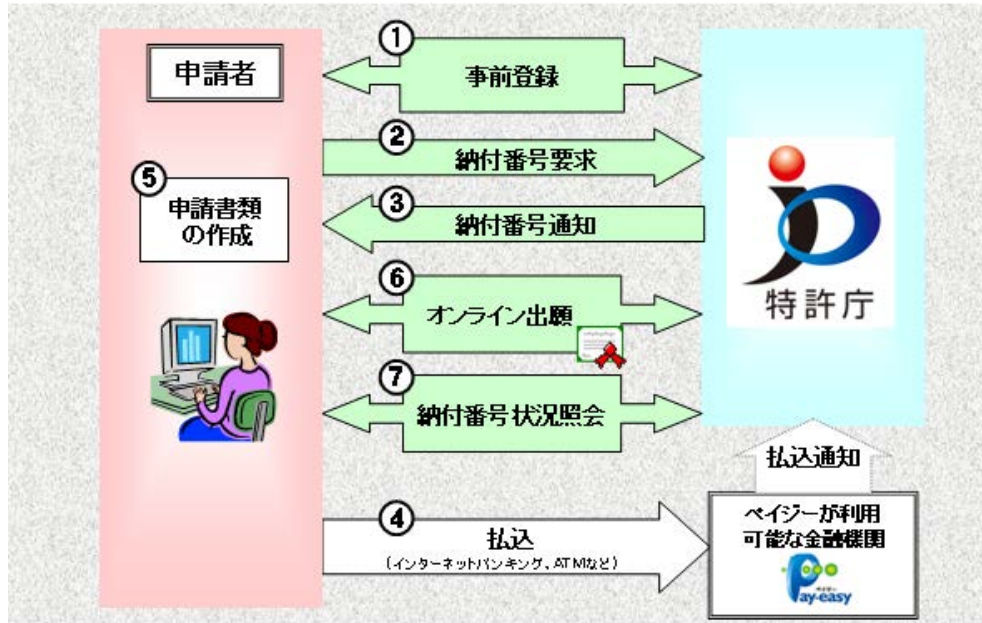 申請者
①
事前登録
②
納付番号要求
③
納付番号通知
⑤
申請書類
の作成
⑥
オンライン出願
特許庁
⑦
納付番号状況照会
払込通知
④
払込
(インターネットバンキング、ATMなど)
ペイジーが利用
可能な金融機関
ペイジー
Pay-easy